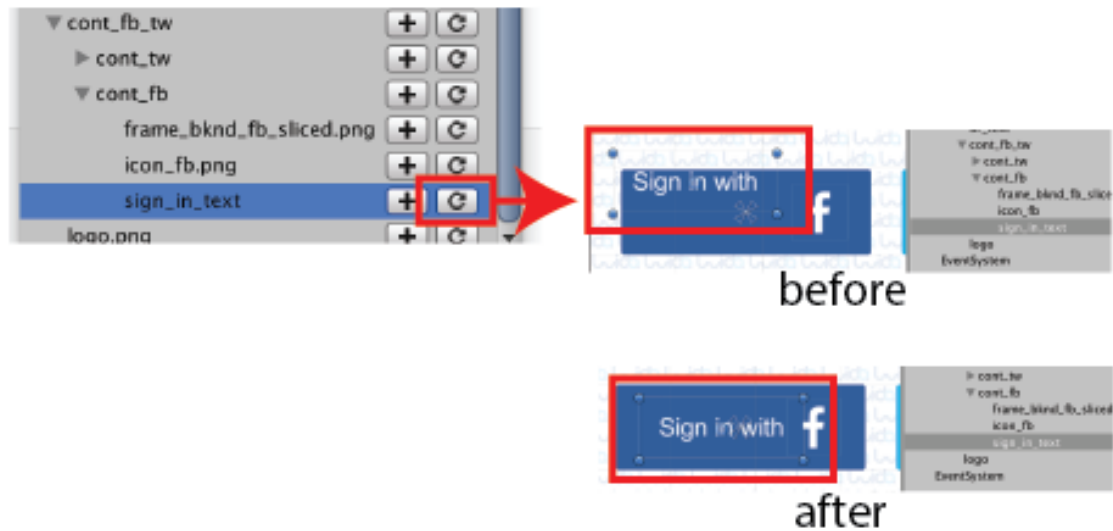 cont_fb_tw
cont_tw
cont_fb
frame_bknd_fb_sliced.png
icon_fb.png
sign_in_text
logo.png
Sign in with
f
cont_fb_tw
cont_tw
cont_fb
frame_bknd_fb_slice
icon_fb
sign_in_text
logo
EventSystem
before
Sign in with
f
cont_tw
cont_fb
frame_bknd_fb_sliced
icon_fb
sign_in_text
logo
EventSystem
after